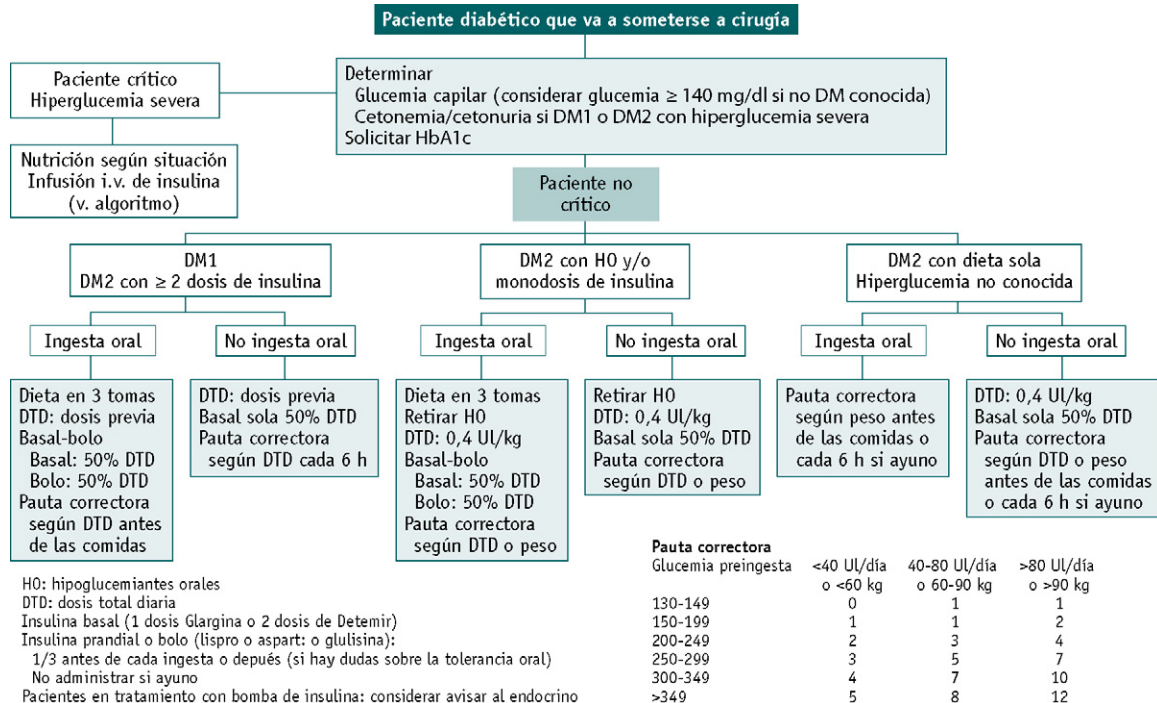 Paciente diabético que va a someterse a cirugía
Paciente crítico
Hiperglucemia severa
Determinar
Glucemia capilar (considerar glucemia ≥ 140 mg/dl si no DM conocida)
Cetonemia/cetonuria si DM1 o DM2 con hiperglucemia severa
Solicitar HbA1c
Nutrición según situación
Infusión i.v. de insulina
(v. algoritmo)
Paciente no
crítico
DM1
DM2 con ≥ 2 dosis de insulina
DM2 con HO y/o
monodosis de insulina
DM2 con dieta sola
Hiperglucemia no conocida
Ingesta oral
No ingesta oral
Ingesta oral
No ingesta oral
Ingesta oral
No ingesta oral
Dieta en 3 tomas
DTD: dosis previa
Basal-bolo
Basal: 50% DTD
Bolo: 50% DTD
Pauta correctora
según DTD antes
de las comidas
DTD: dosis previa
Basal sola 50% DTD
Pauta correctora
según DTD cada 6 h
Dieta en 3 tomas
Retirar HO
DTD: 0,4 Ul/kg
Basal-bolo
Basal: 50% DTD
Bolo: 50% DTD
Pauta correctora
según DTD o peso
Retirar HO
DTD: 0,4 Ul/kg
Basal sola 50% DTD
Pauta correctora
según DTD o peso
Pauta correctora
según peso antes
de las comidas o
cada 6 h si ayuno
DTD: 0,4 Ul/kg
Basal sola 50% DTD
Pauta correctora
según DTD o peso
antes de las comidas
o cada 6 h si ayuno
HO: hipoglucemiantes orales
DTD: dosis total diaria
Insulina basal (1 dosis Glargina o 2 dosis de Detemir)
Insulina prandial o bolo (lispro o aspart: o glulisina):
1/3 antes de cada ingesta o depués (si hay dudas sobre la tolerancia oral)
No administrar si ayuno
Pacientes en tratamiento con bomba de insulina: considerar avisar al endocrino
Pauta correctora
Glucemia preingesta <40 Ul/día 40-80 Ul/día >80 Ul/día
o <60 kg o 60-90 kg o >90 kg
130-149 0 1 1
150-199 1 1 2
200-249 2 3 4
250-299 3 5 7
300-349 4 7 10
>349 5 8 12